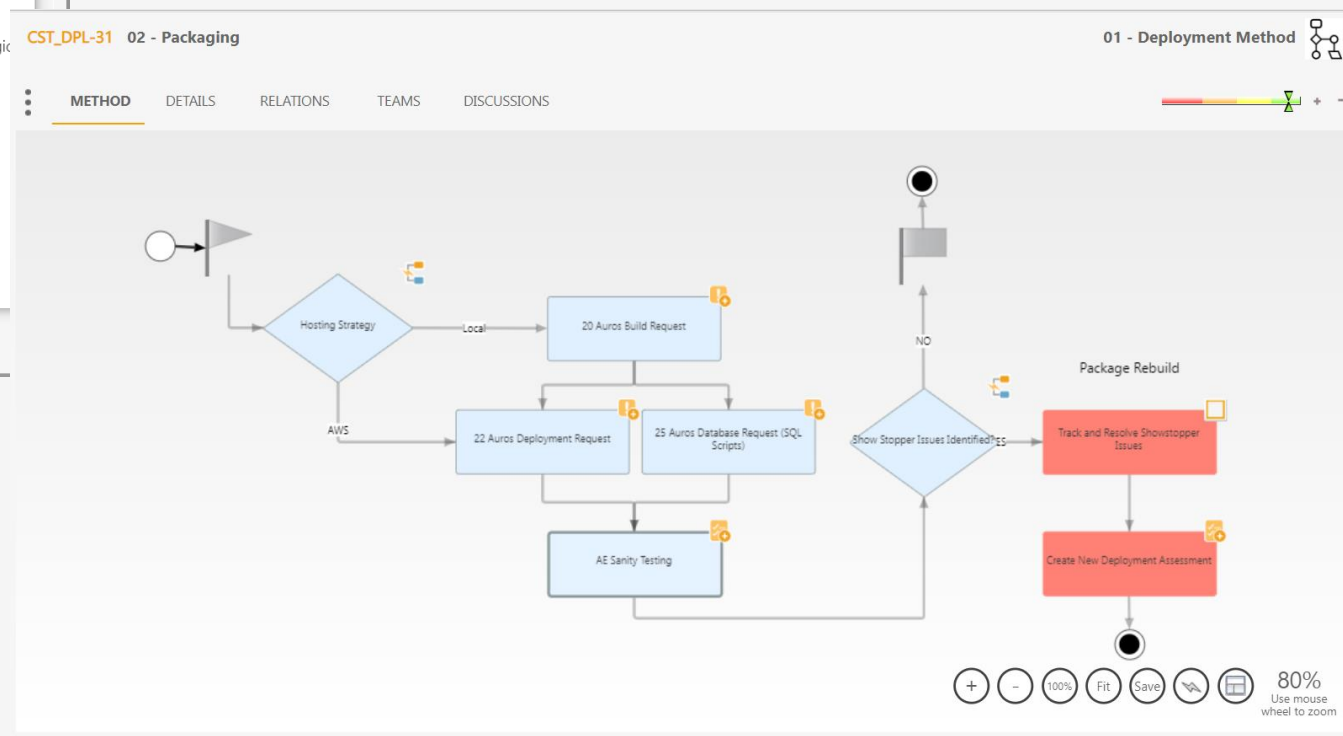 CST_DPL-31 02 - Packaging
01 - Deployment Method
METHOD DETAILS RELATIONS TEAMS DISCUSSIONS
+ -
Hosting Strategy
Local
20 Auros Build Request
NO
Package Rebuild
AWS
22 Auros Deployment Request
25 Auros Database Request (SQL
Scripts)
Show Stopper Issues Identified?
ES
Track and Resolve Showstopper
Issues
AE Sanity Testing
Create New Deployment Assessment
+ - 100% Fit Save
80%
Use mouse
wheel to zoom